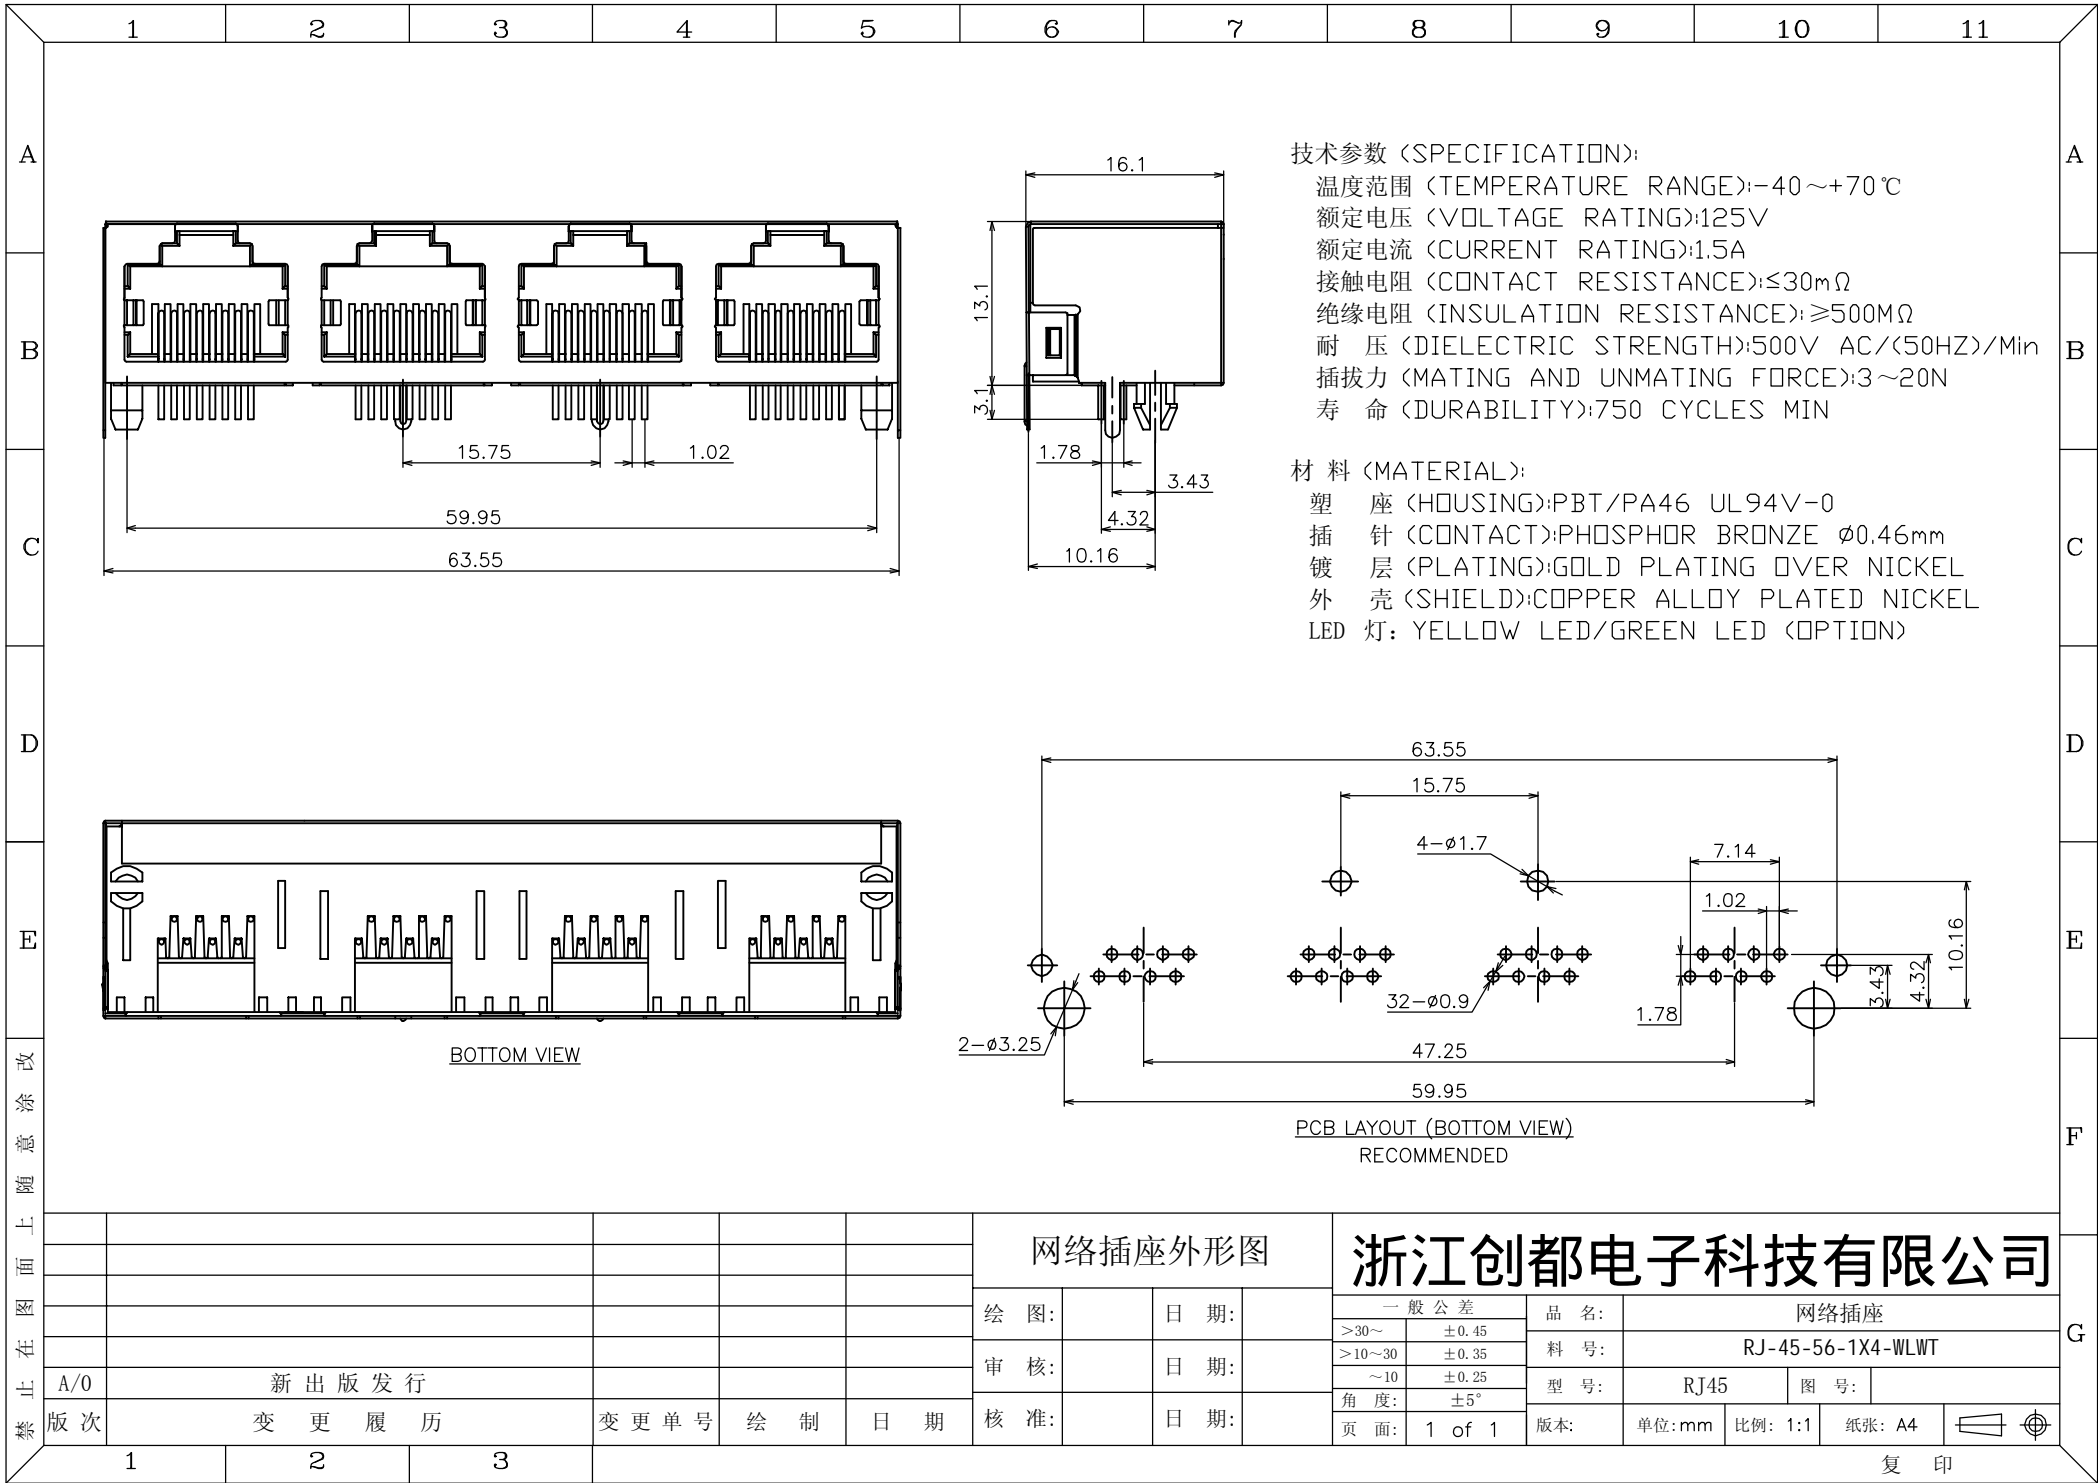 1 2 3 4 5 6 7 8 9 10 11
A
B
C
D
E
A
B
C
D
E
F
G
16.1
13.1
3.1
15.75
1.02
59.95
63.55
1.78
3.43
4.32
10.16
技术参数 (SPECIFICATION):
温度范围 (TEMPERATURE RANGE):-40～+70℃
额定电压 (VOLTAGE RATING):125V
额定电流 (CURRENT RATING):1.5A
接触电阻 (CONTACT RESISTANCE):≤30mΩ
绝缘电阻 (INSULATION RESISTANCE):≥500MΩ
耐 压 (DIELECTRIC STRENGTH):500V AC/(50HZ)/Min
插拔力 (MATING AND UNMATING FORCE):3～20N
寿 命 (DURABILITY):750 CYCLES MIN
材 料 (MATERIAL):
塑 座 (HOUSING):PBT/PA46 UL94V-0
插 针 (CONTACT):PHOSPHOR BRONZE Ø0.46mm
镀 层 (PLATING):GOLD PLATING OVER NICKEL
外 壳 (SHIELD):COPPER ALLOY PLATED NICKEL
LED 灯: YELLOW LED/GREEN LED (OPTION)
BOTTOM VIEW
63.55
15.75
4-ø1.7
7.14
1.02
10.16
4.32
3.43
1.78
32-ø0.9
2-ø3.25
47.25
59.95
PCB LAYOUT (BOTTOM VIEW)
RECOMMENDED
禁止在图面上随意涂改
A/0 新出版发行
版次 变更履历 变更单号 绘制 日期
网络插座外形图
绘 图: 日 期:
审 核: 日 期:
核 准: 日 期:
浙江创都电子科技有限公司
一般公差
>30～ ±0.45
>10～30 ±0.35
～10 ±0.25
角 度: ±5°
页 面: 1 of 1
品 名: 网络插座
料 号: RJ-45-56-1X4-WLWT
型 号: RJ45 图 号:
版本: 单位:mm 比例: 1:1 纸张: A4
1 2 3
复 印